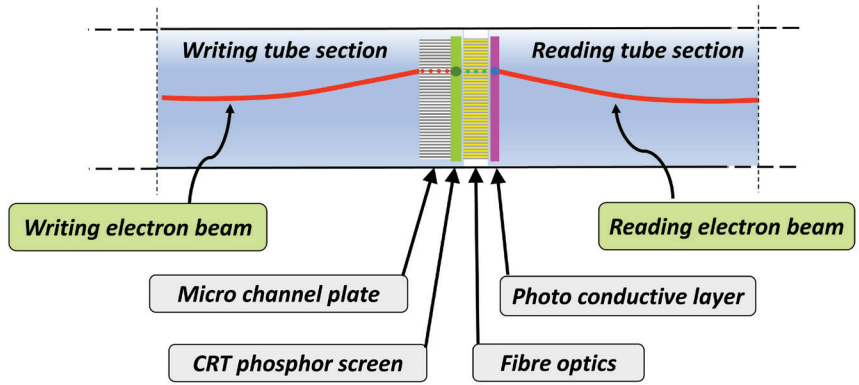 Writing tube section
Reading tube section
Writing electron beam
Reading electron beam
Micro channel plate
Photo conductive layer
CRT phosphor screen
Fibre optics